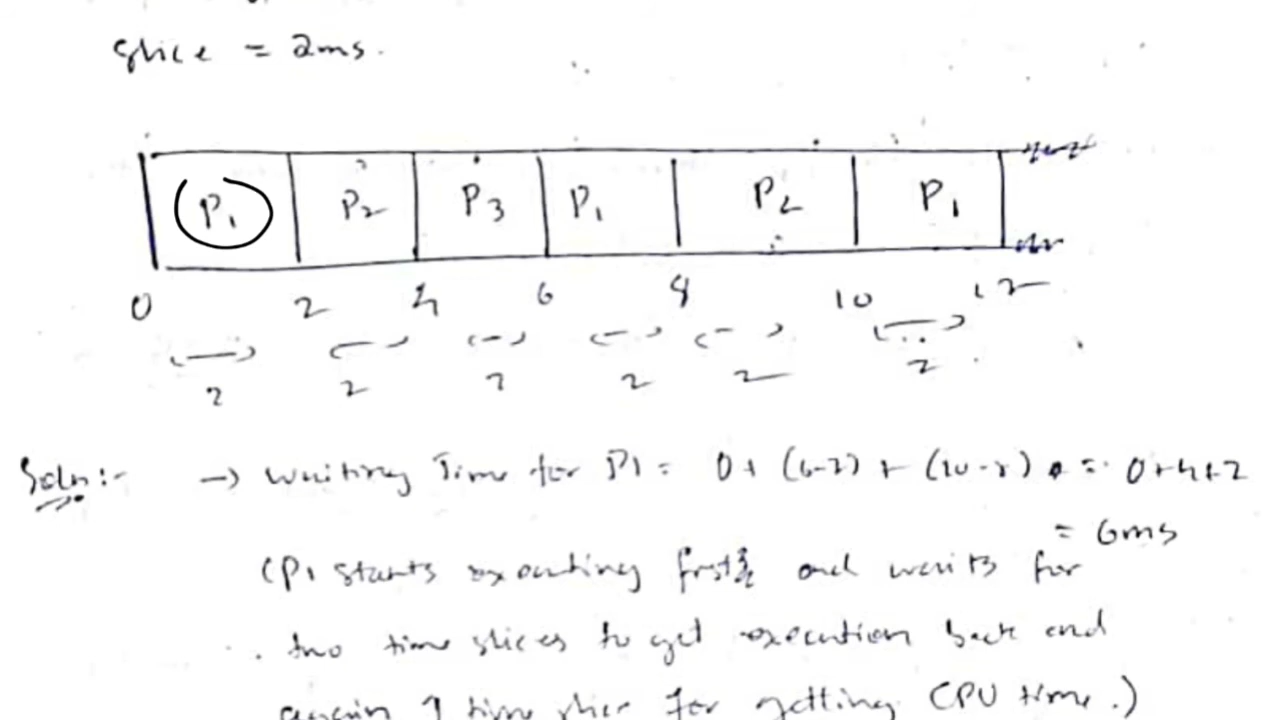 slice = 2ms.
P1 P2 P3 P1 P2 P1
0 2 4 6 8 10 12
2 2 2 2 2 2
Soln:- → Waiting Time for P1 = 0 + (6-2) + (10-8) = 0+4+2
= 6ms
(P1 starts executing first & and waits for
two time slices to get execution back and
again 1 time slice for getting CPU time.)